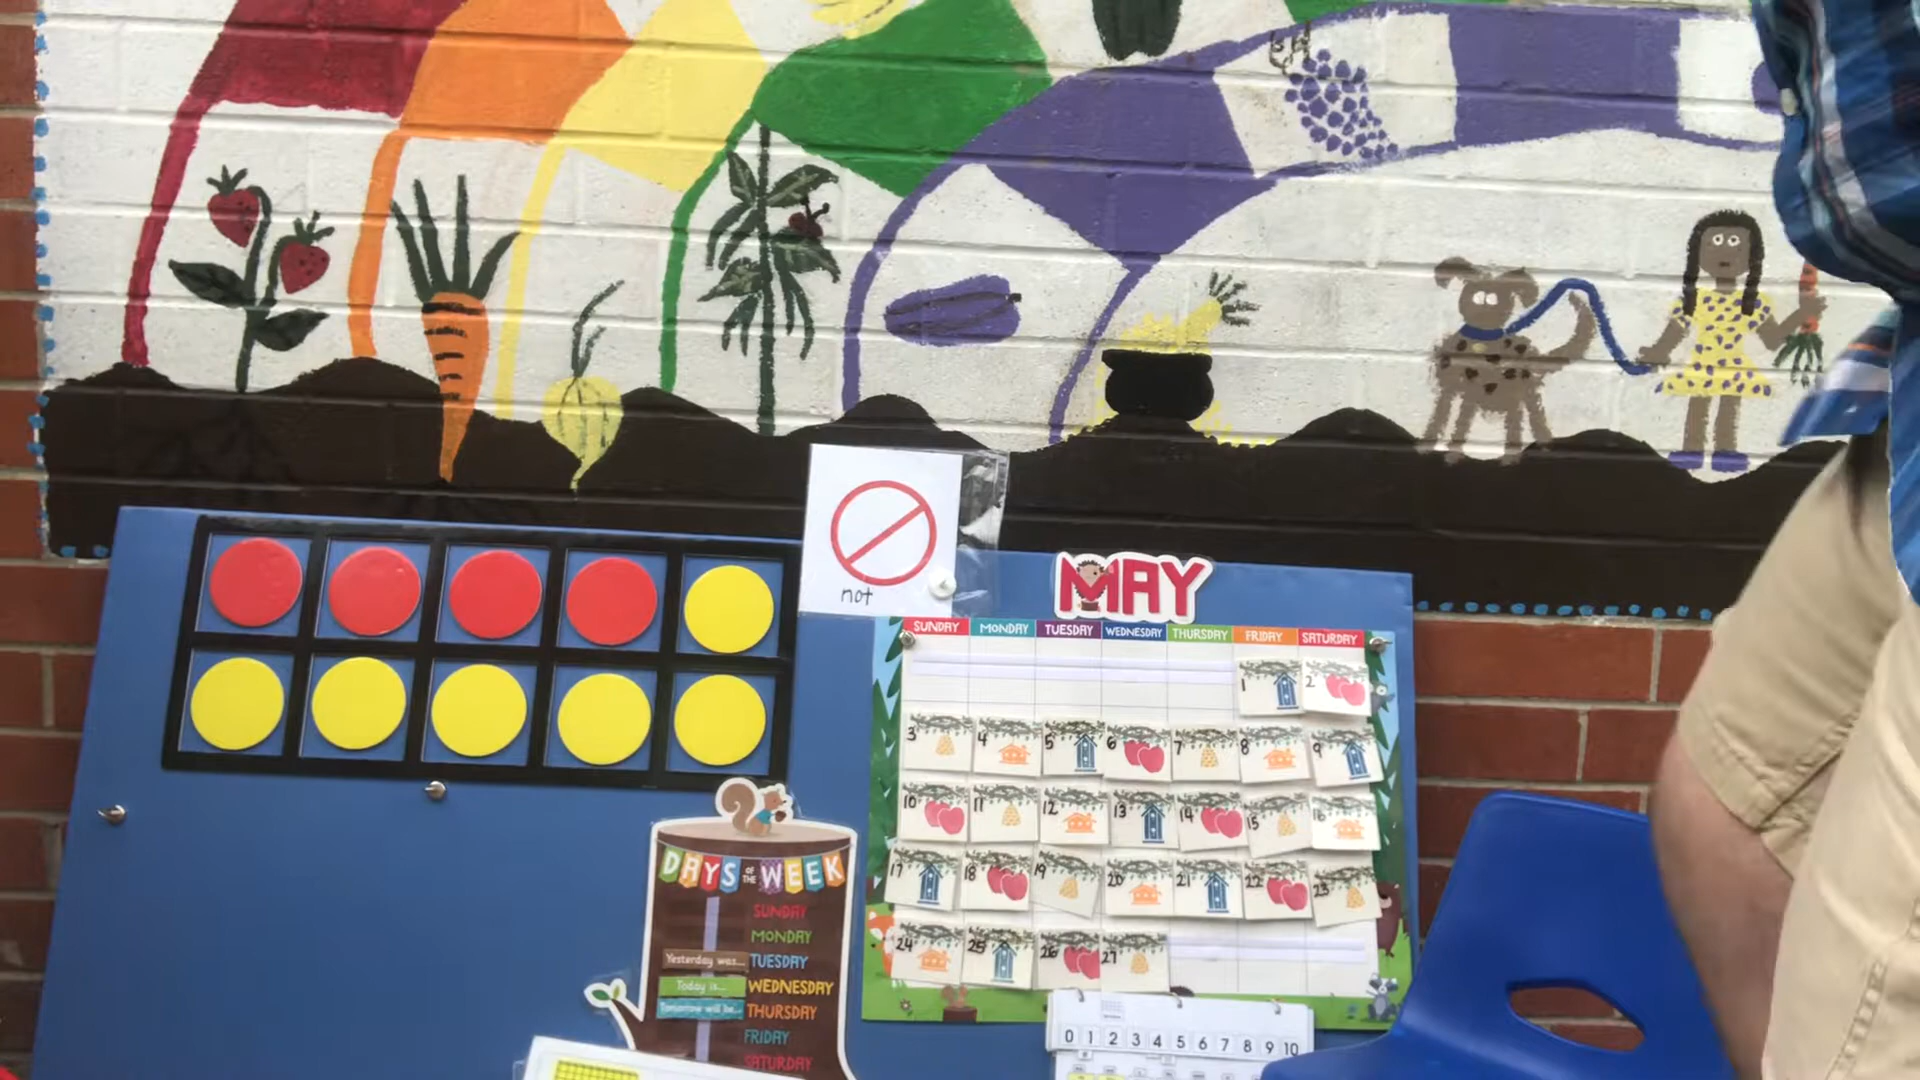 not
MAY
SUNDAY MONDAY TUESDAY WEDNESDAY THURSDAY FRIDAY SATURDAY
1 2
3 4 5 6 7 8 9
10 11 12 13 14 15 16
17 18 19 20 21 22 23
24 25 26 27
DAYS OF THE WEEK
SUNDAY
MONDAY
Yesterday was... TUESDAY
Today is... WEDNESDAY
Tomorrow will be... THURSDAY
FRIDAY
SATURDAY
0 1 2 3 4 5 6 7 8 9 10